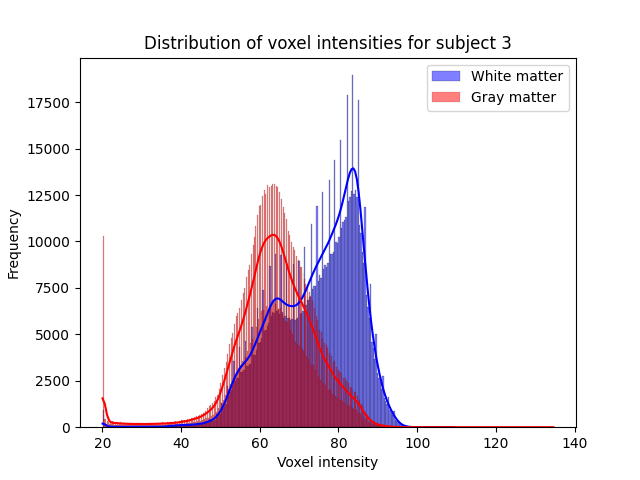 Distribution of voxel intensities for subject 3
White matter
Gray matter
17500
15000
12500
10000
7500
5000
2500
0
Frequency
20 40 60 80 100 120 140
Voxel intensity